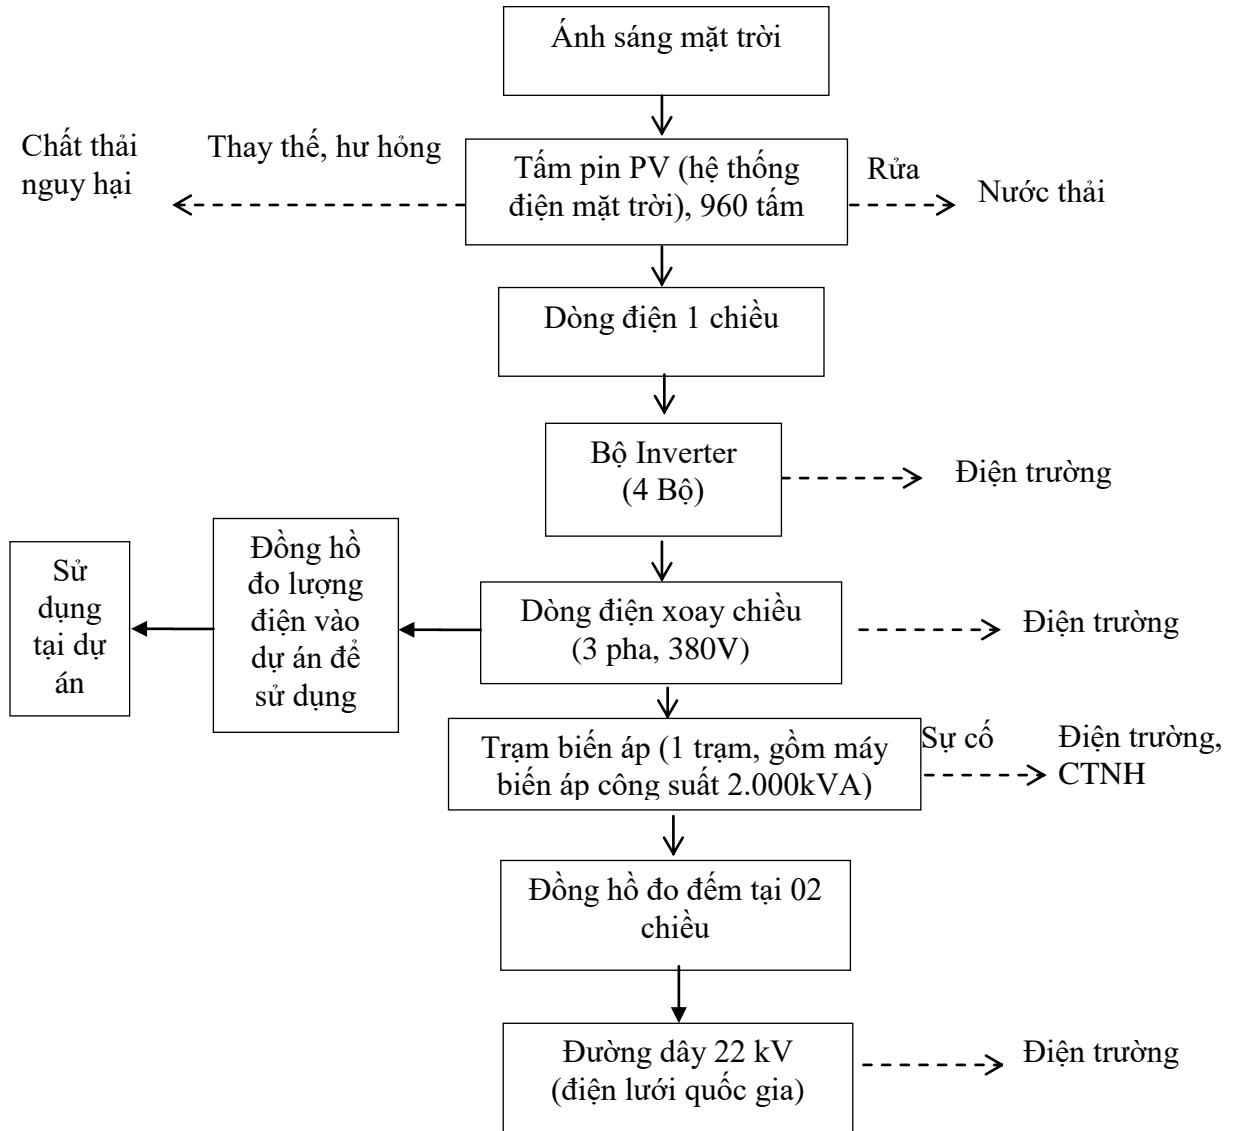 Ánh sáng mặt trời
Chất thải
nguy hại
Thay thế, hư hỏng
Tấm pin PV (hệ thống
điện mặt trời), 960 tấm
Rửa
Nước thải
Dòng điện 1 chiều
Bộ Inverter
(4 Bộ)
Điện trường
Sử
dụng
tại dự
án
Đồng hồ
đo lượng
điện vào
dự án để
sử dụng
Dòng điện xoay chiều
(3 pha, 380V)
Điện trường
Trạm biến áp (1 trạm, gồm máy
biến áp công suất 2.000kVA)
Sự cố
Điện trường,
CTNH
Đồng hồ đo đếm tại 02
chiều
Đường dây 22 kV
(điện lưới quốc gia)
Điện trường